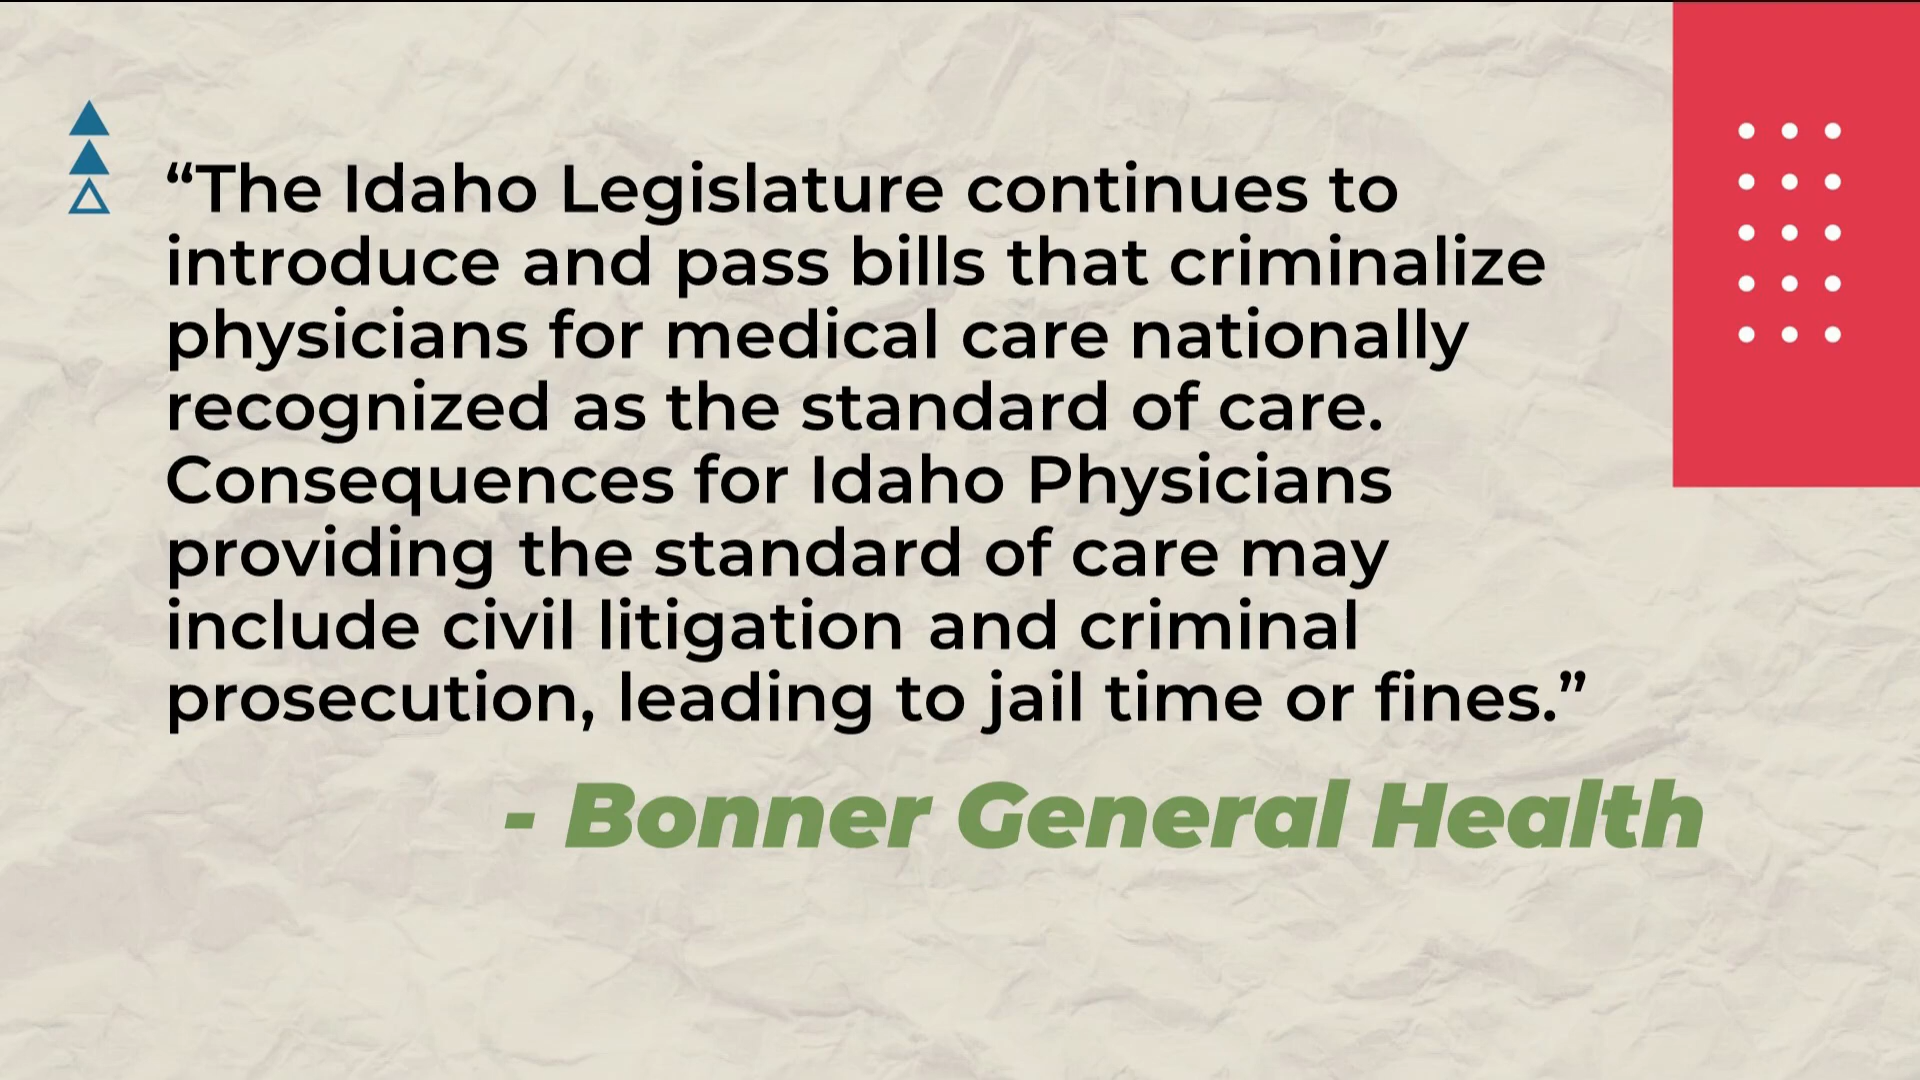 “The Idaho Legislature continues to
introduce and pass bills that criminalize
physicians for medical care nationally
recognized as the standard of care.
Consequences for Idaho Physicians
providing the standard of care may
include civil litigation and criminal
prosecution, leading to jail time or fines.”
- Bonner General Health